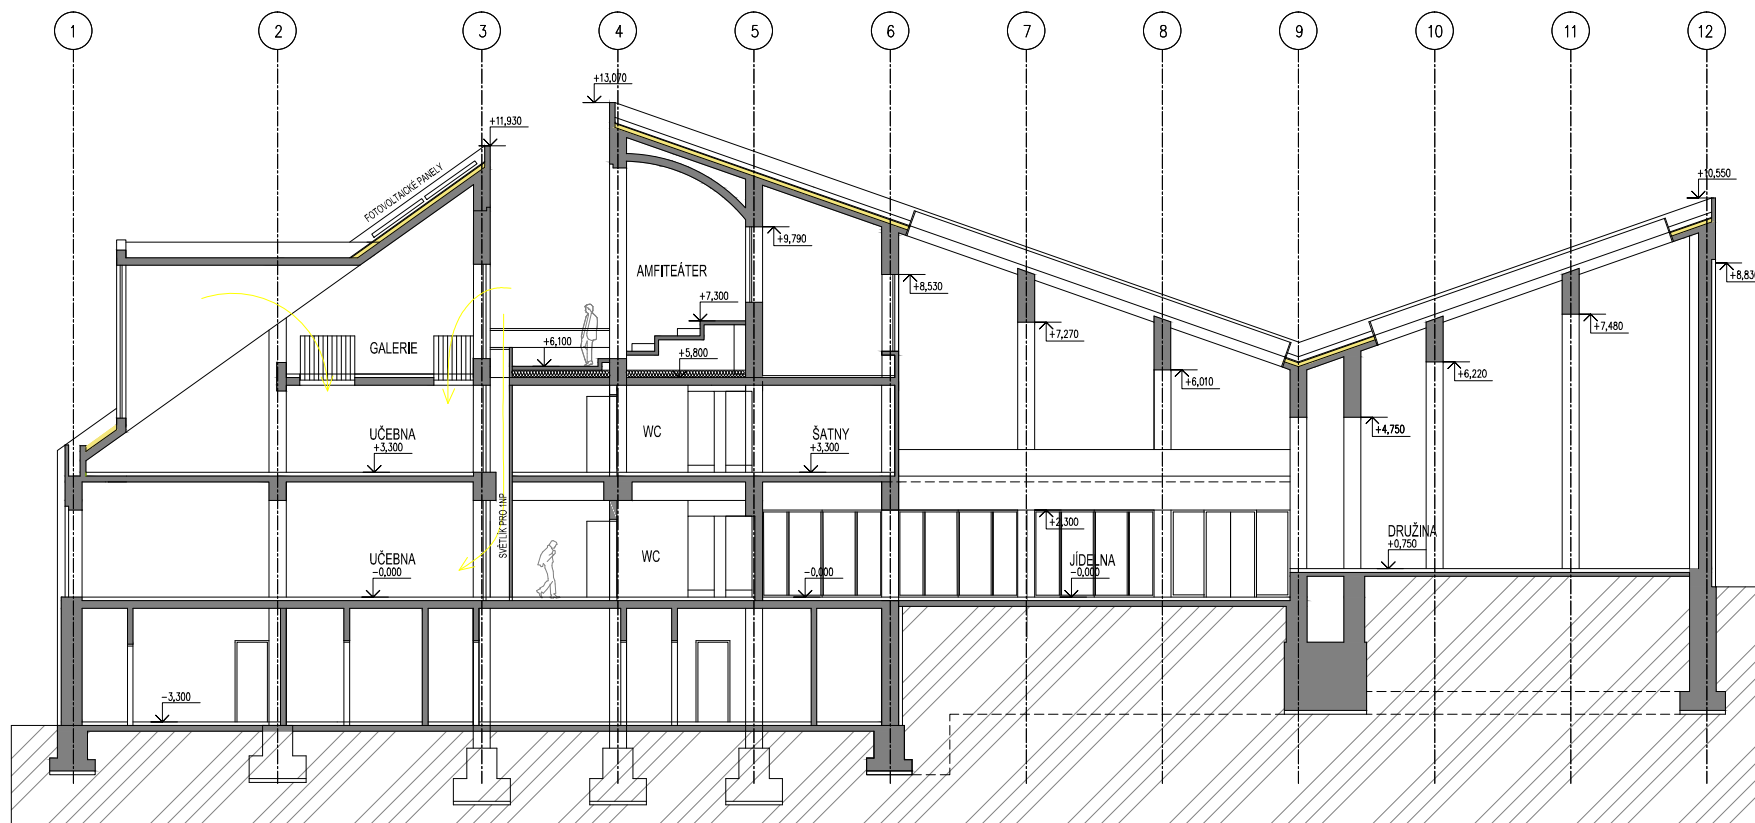 1 2 3 4 5 6 7 8 9 10 11 12
+13,070
+11,930
FOTOVOLTAICKÉ PANELY
+10,550
+9,790
AMFITEÁTER
+8,530
+8,830
+7,300
+7,270
+7,480
GALERIE
+6,100
+5,800
+6,010
+6,220
UČEBNA
+3,300
WC
ŠATNY
+3,300
+4,750
SVĚTLÍK PRO 1NP
+2,300
DRUŽINA
+0,750
UČEBNA
-0,000
WC
-0,000
JÍDELNA
-0,000
-3,300